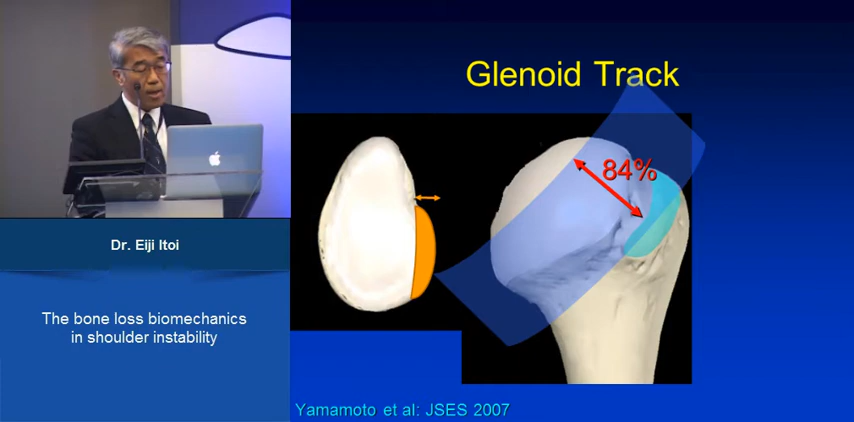 Glenoid Track
84%
Dr. Eiji Itoi
The bone loss biomechanics
in shoulder instability
Yamamoto et al: JSES 2007